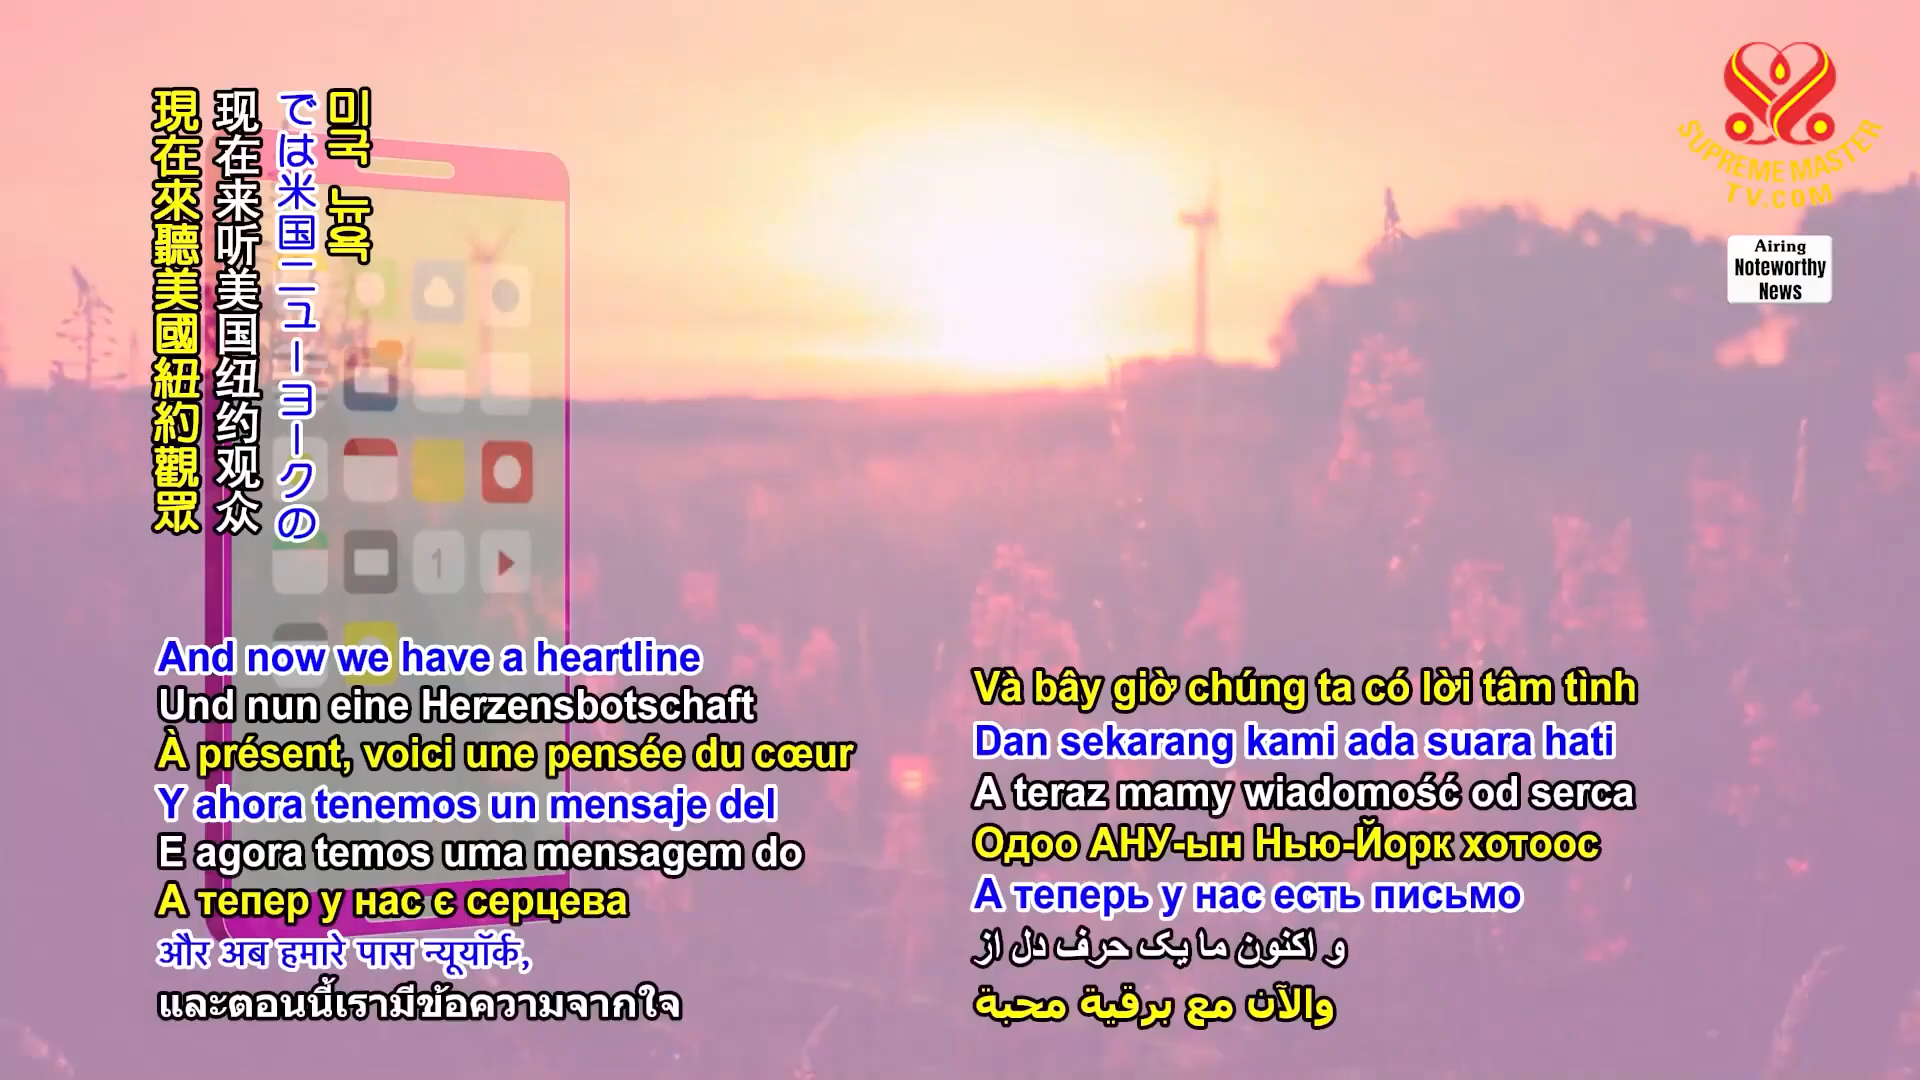 現在來聽美國紐約觀眾
现在来听美国纽约观众
では米国ニューヨークの
미국 뉴욕
SUPREME MASTER
TV.COM
Airing
Noteworthy
News
1
And now we have a heartline
Und nun eine Herzensbotschaft
À présent, voici une pensée du cœur
Y ahora tenemos un mensaje del
E agora temos uma mensagem do
А тепер у нас є серцева
और अब हमारे पास न्यूयॉर्क,
และตอนนี้เรามีข้อความจากใจ
Và bây giờ chúng ta có lời tâm tình
Dan sekarang kami ada suara hati
A teraz mamy wiadomość od serca
Одоо АНУ-ын Нью-Йорк хотоос
А теперь у нас есть письмо
و اکنون ما یک حرف دل از
والآن مع برقية محبة